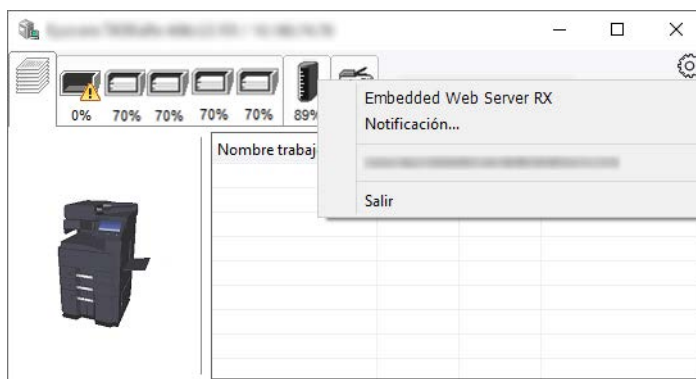 0% 70% 70% 70% 70% 89%
Embedded Web Server RX
Notificación...
Nombre trabaj
Salir